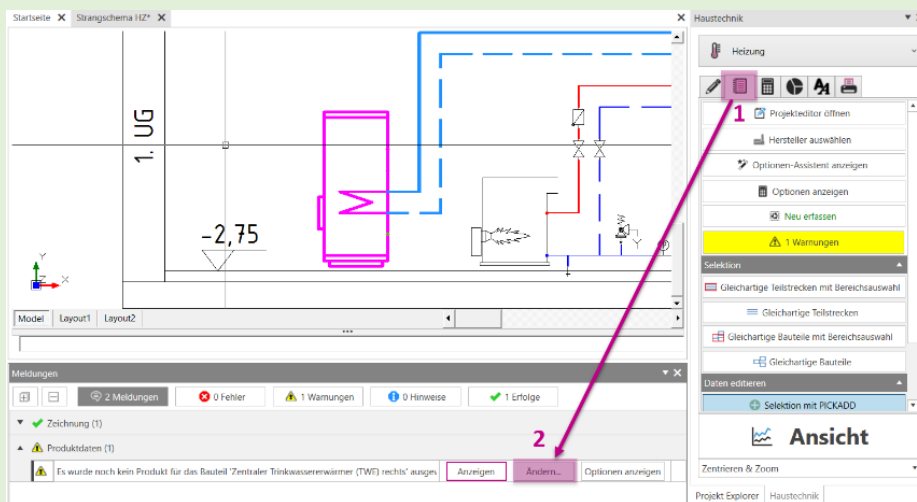 Startseite X Strangschema HZ* X
Haustechnik
Heizung
1
Projekteditor öffnen
Hersteller auswählen
Optionen-Assistent anzeigen
Optionen anzeigen
Neu erfassen
1 Warnungen
Selektion
Gleichartige Teilstrecken mit Bereichsauswahl
Gleichartige Teilstrecken
Gleichartige Bauteile mit Bereichsauswahl
Gleichartige Bauteile
Daten editieren
Selektion mit PICKADD
Ansicht
Zentrieren & Zoom
Projekt Explorer Haustechnik
1. UG
-2,75
Y
Z X
Model Layout1 Layout2
Meldungen
2 Meldungen 0 Fehler 1 Warnungen 0 Hinweise 1 Erfolge
2
Zeichnung (1)
Produktdaten (1)
Es wurde noch kein Produkt für das Bauteil 'Zentraler Trinkwassererwärmer (TWE) rechts' ausges Anzeigen Ändern... Optionen anzeigen